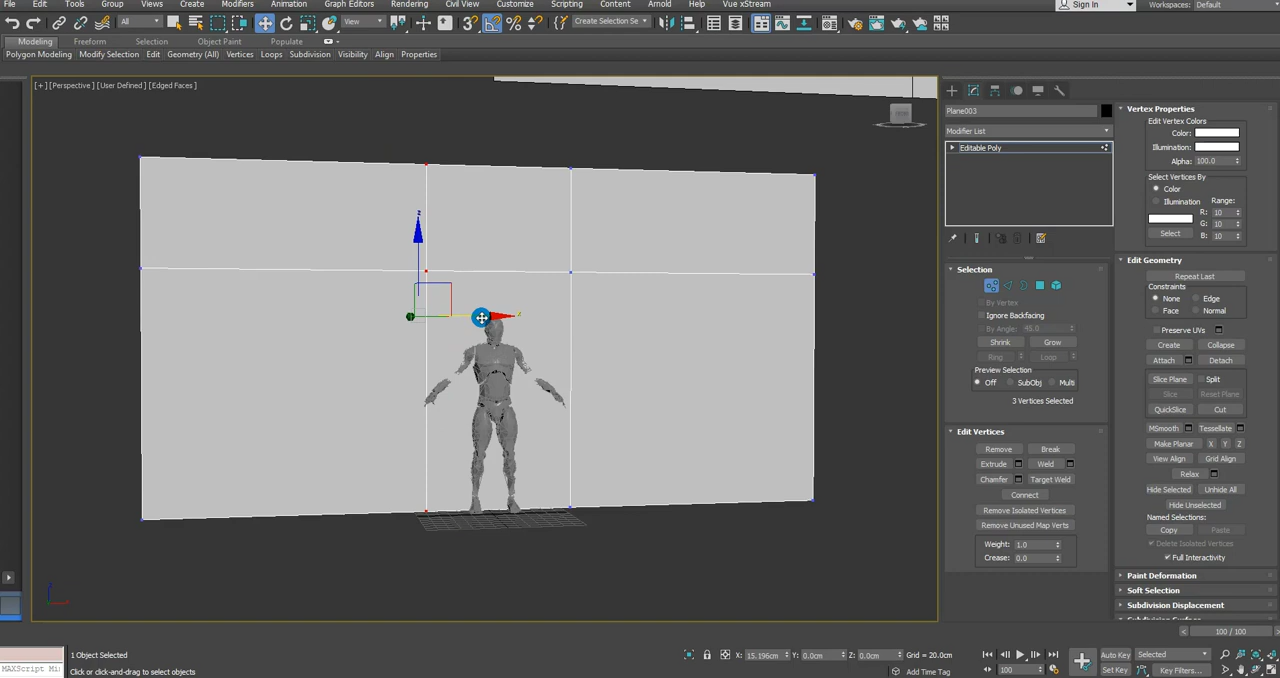 File Edit Tools Group Views Create Modifiers Animation Graph Editors Rendering Civil View Customize Scripting Content Arnold Help Vue xStream Sign In Workspaces: Default
All View Create Selection Se
Modeling Freeform Selection Object Paint Populate
Polygon Modeling Modify Selection Edit Geometry (All) Vertices Loops Subdivision Visibility Align Properties
[+] [Perspective] [User Defined] [Edged Faces]
z
x
Plane003
Modifier List
Editable Poly
Selection
By Vertex
Ignore Backfacing
By Angle: 45.0
Shrink Grow
Ring Loop
Preview Selection
Off SubObj Multi
3 Vertices Selected
Edit Vertices
Remove Break
Extrude Weld
Chamfer Target Weld
Connect
Remove Isolated Vertices
Remove Unused Map Verts
Weight: 1.0
Crease: 0.0
Vertex Properties
Edit Vertex Colors
Color:
Illumination:
Alpha: 100.0
Select Vertices By
Color Range:
Illumination R: 10
G: 10
Select B: 10
Edit Geometry
Repeat Last
Constraints
None Edge
Face Normal
Preserve UVs
Create Collapse
Attach Detach
Slice Plane Split
Slice Reset Plane
QuickSlice Cut
MSmooth Tessellate
Make Planar X Y Z
View Align Grid Align
Relax
Hide Selected Unhide All
Hide Unselected
Named Selections:
Copy Paste
Delete Isolated Vertices
Full Interactivity
Paint Deformation
Soft Selection
Subdivision Displacement
Subdivision Surface
100 / 100
1 Object Selected
MAXScript Mi
Click or click-and-drag to select objects
X: 15.196cm Y: 0.0cm Z: 0.0cm Grid = 20.0cm
Add Time Tag
100
Auto Key Selected
Set Key Key Filters...